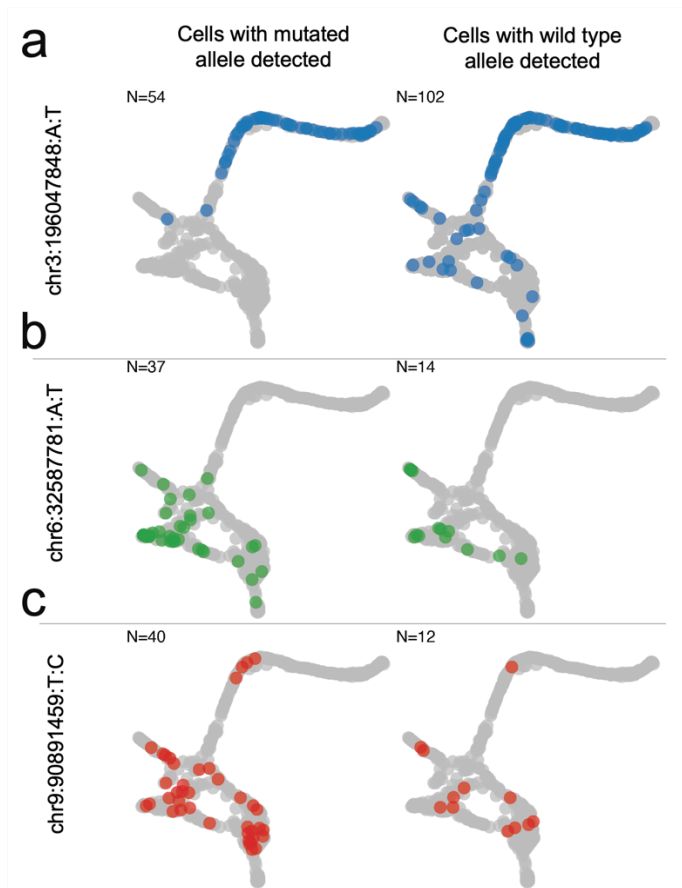 a
Cells with mutated
allele detected
Cells with wild type
allele detected
chr3:196047848:A:T
N=54
N=102
b
chr6:32587781:A:T
N=37
N=14
c
chr9:90891459:T:C
N=40
N=12